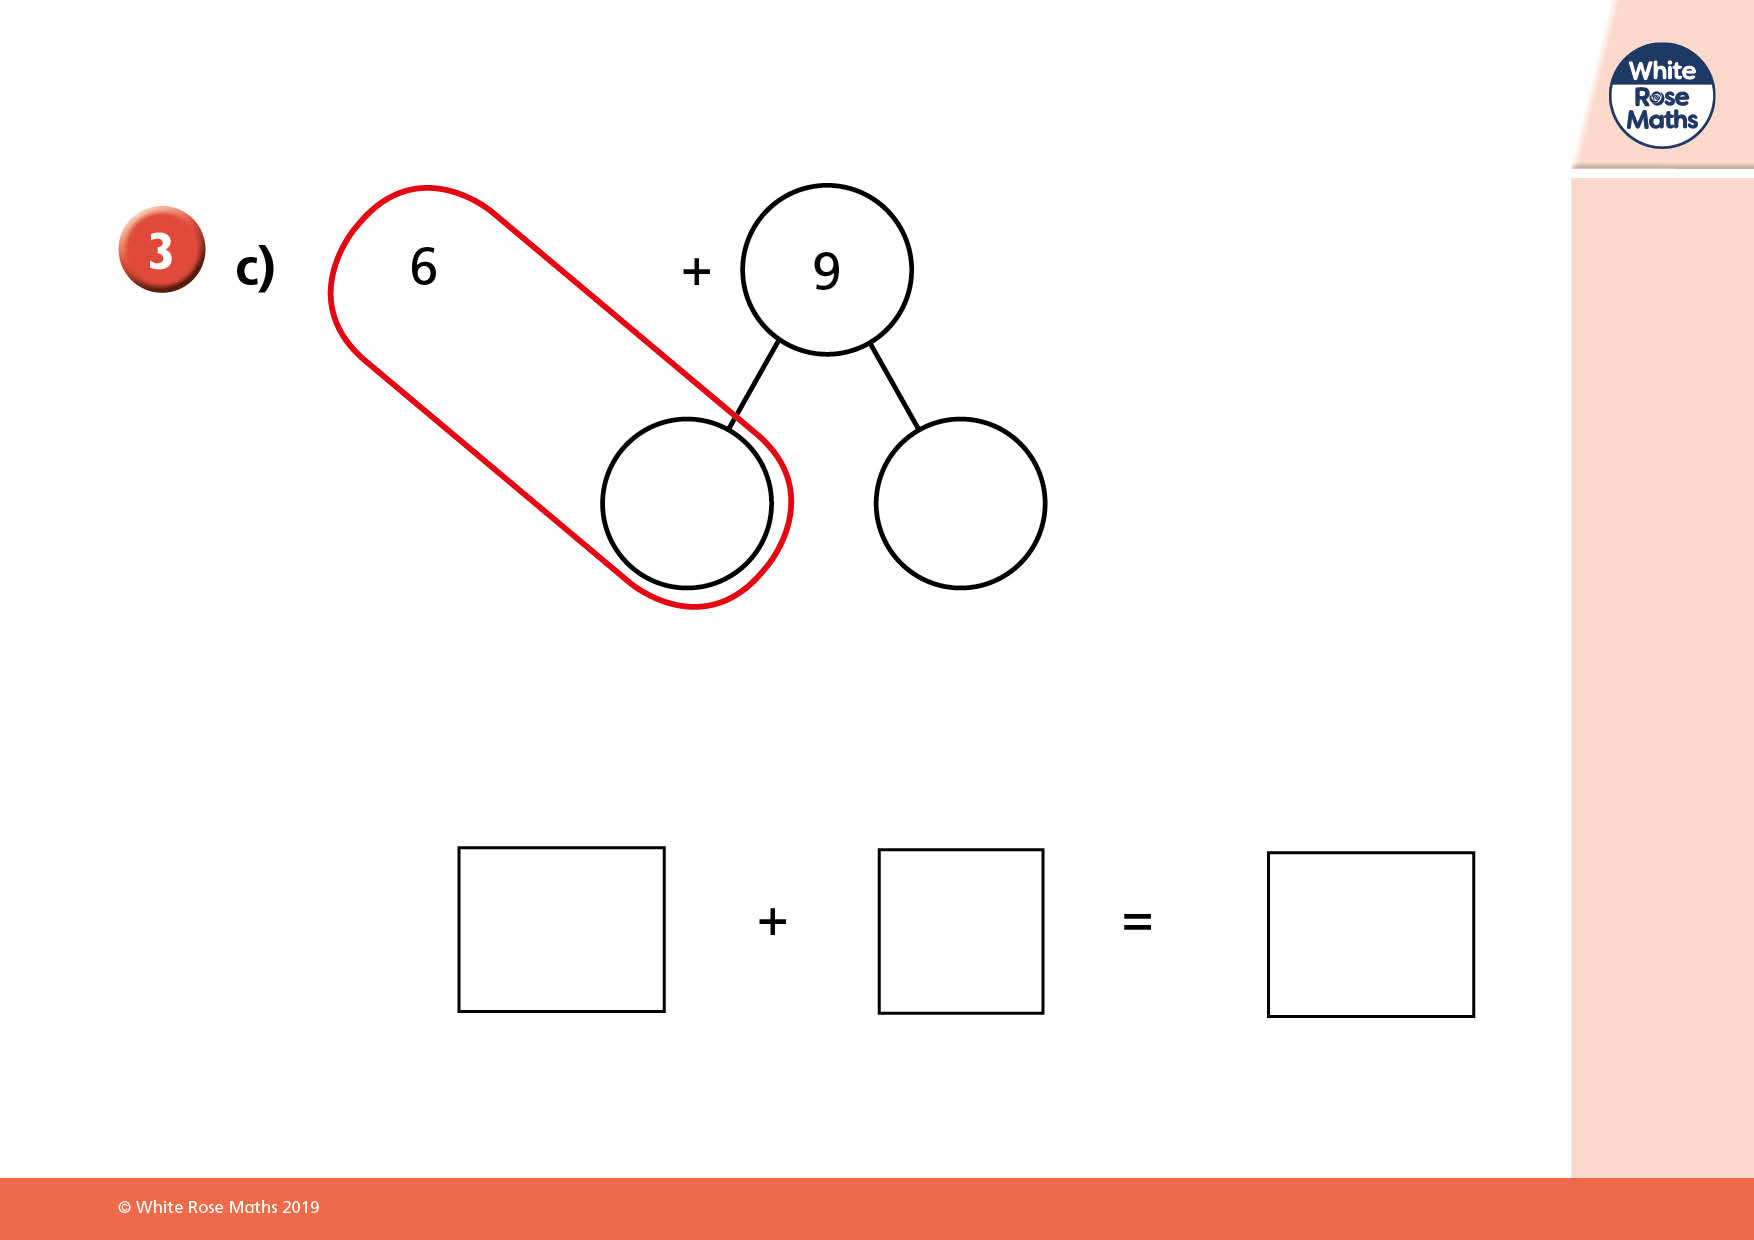 White
Rose
Maths
3 c) 6 + 9
+ =
© White Rose Maths 2019